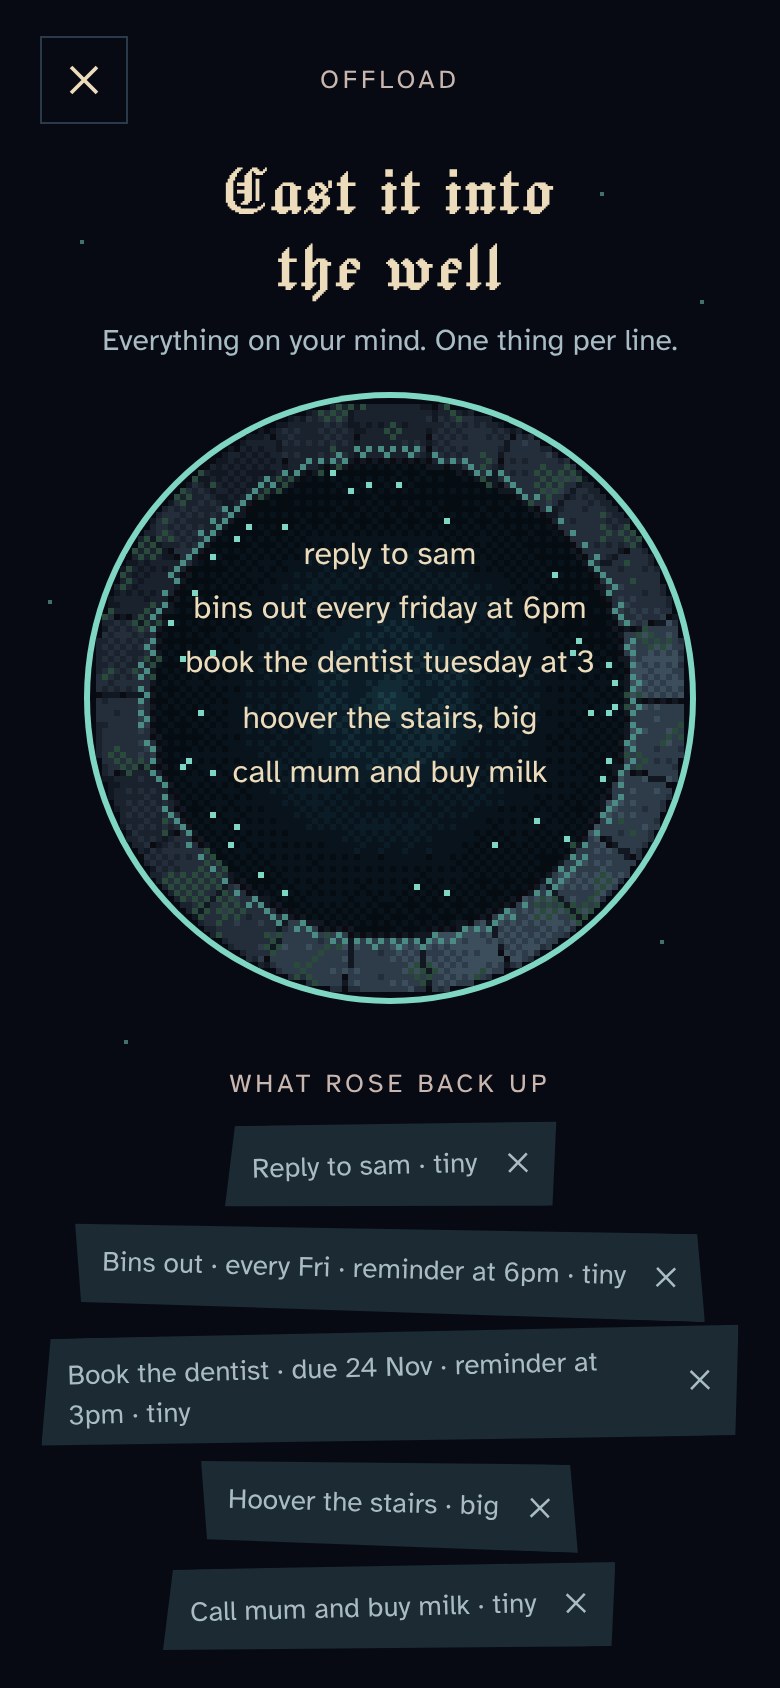 OFFLOAD
Cast it into
the well
Everything on your mind. One thing per line.
reply to sam
bins out every friday at 6pm
book the dentist tuesday at 3
hoover the stairs, big
call mum and buy milk
WHAT ROSE BACK UP
Reply to sam · tiny
Bins out · every Fri · reminder at 6pm · tiny
Book the dentist · due 24 Nov · reminder at
3pm · tiny
Hoover the stairs · big
Call mum and buy milk · tiny